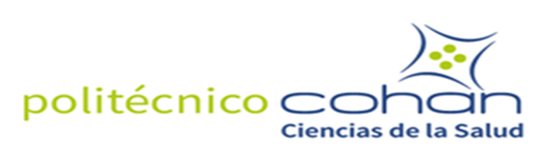 politécnico cohan
Ciencias de la Salud